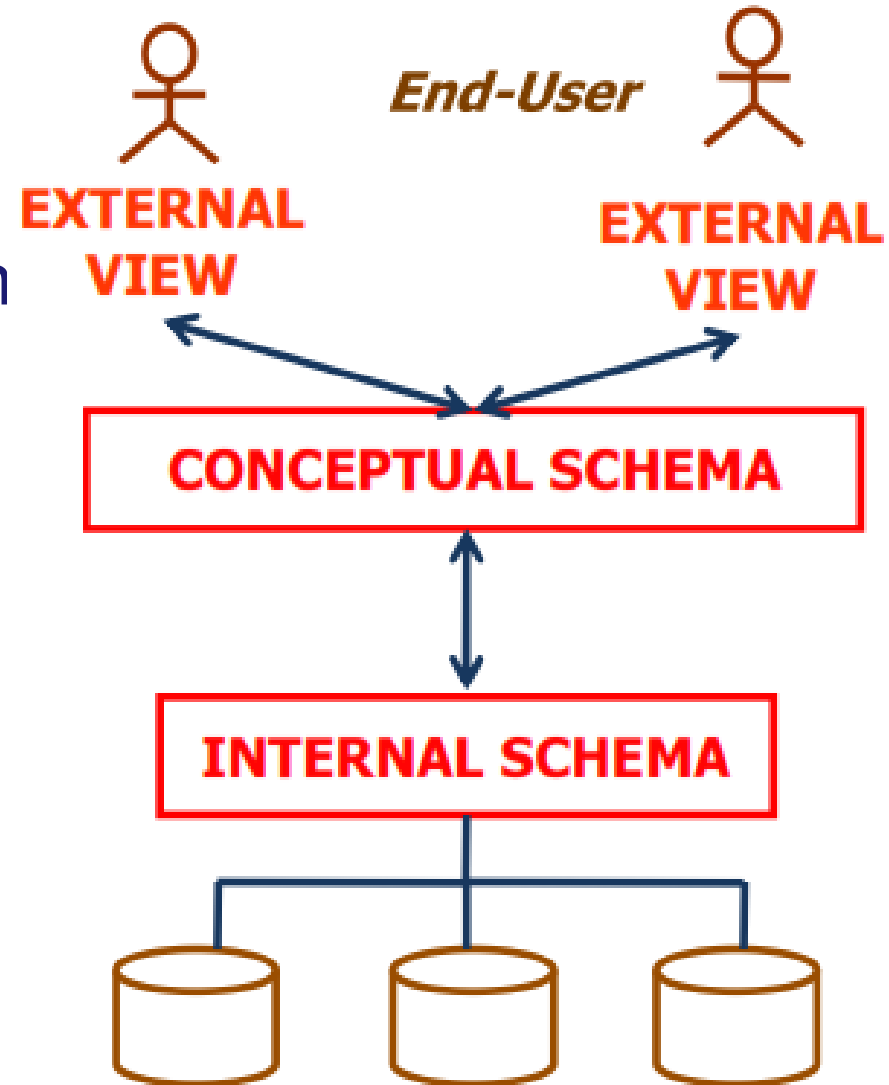 End-User
EXTERNAL
VIEW
EXTERNAL
VIEW
n
CONCEPTUAL SCHEMA
INTERNAL SCHEMA